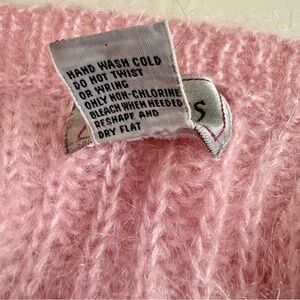 HAND WASH COLD
DO NOT TWIST
OR WRING
ONLY NON-CHLORINE
BLEACH WHEN NEEDED
RESHAPE AND
DRY FLAT
S